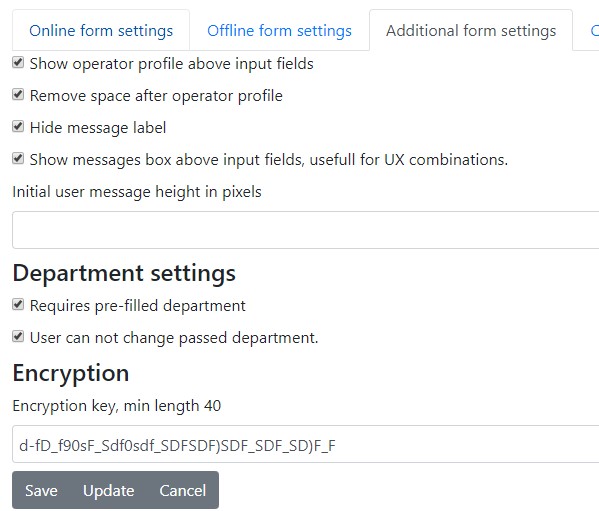 Online form settings Offline form settings Additional form settings
Show operator profile above input fields
Remove space after operator profile
Hide message label
Show messages box above input fields, usefull for UX combinations.
Initial user message height in pixels
Department settings
Requires pre-filled department
User can not change passed department.
Encryption
Encryption key, min length 40
d-fD_f90sF_Sdf0sdf_SDFSDF)SDF_SDF_SD)F_F
Save Update Cancel